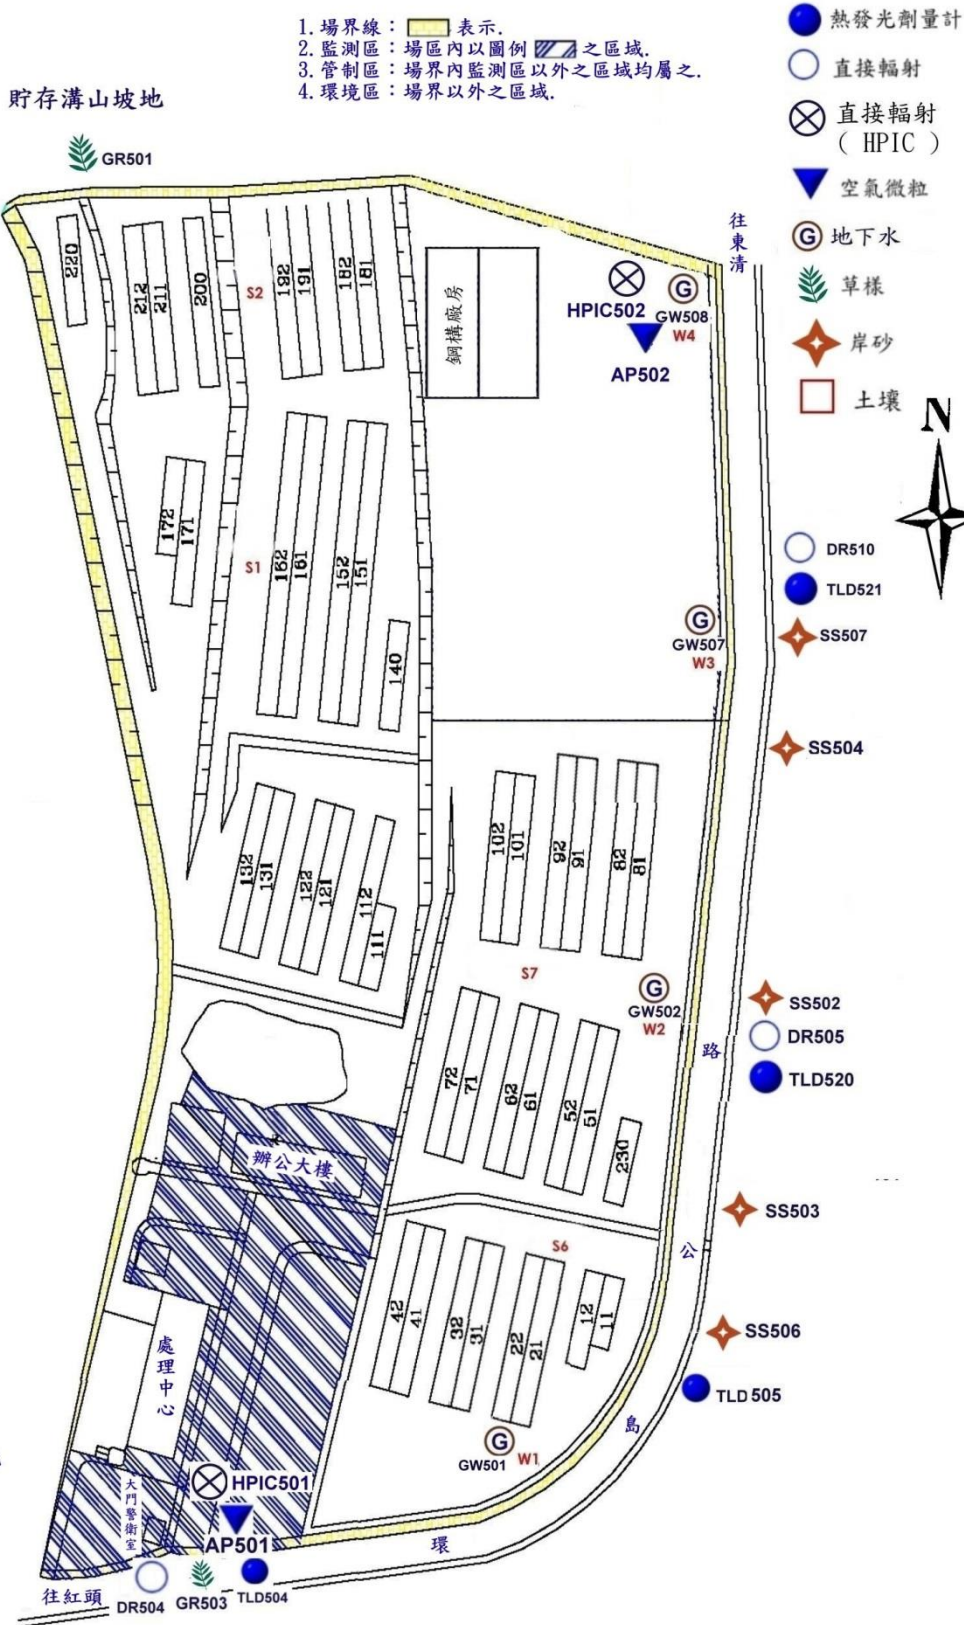 1. 場界線： 表示.
2. 監測區：場區內以圖例 之區域.
3. 管制區：場界內監測區以外之區域均屬之.
4. 環境區：場界以外之區域.
熱發光劑量計
直接輻射
直接輻射
( HPIC )
空氣微粒
地下水
G
草樣
岸砂
土壤
N
貯存溝山坡地
GR501
往東清
220
212
211
200
S2
192
191
182
181
鋼構廠房
HPIC502
G
GW508
W4
AP502
172
171
S1
162
161
152
151
140
G
GW507
W3
DR510
TLD521
SS507
SS504
132
131
122
121
112
111
102
101
92
91
82
81
S7
G
GW502
W2
SS502
DR505
TLD520
路
72
71
62
61
52
51
230
辦公大樓
SS503
公
S6
42
41
32
31
22
21
12
11
SS506
TLD 505
處理中心
島
G
GW501
W1
HPIC501
大門警衛室
AP501
環
往紅頭
DR504
GR503
TLD504